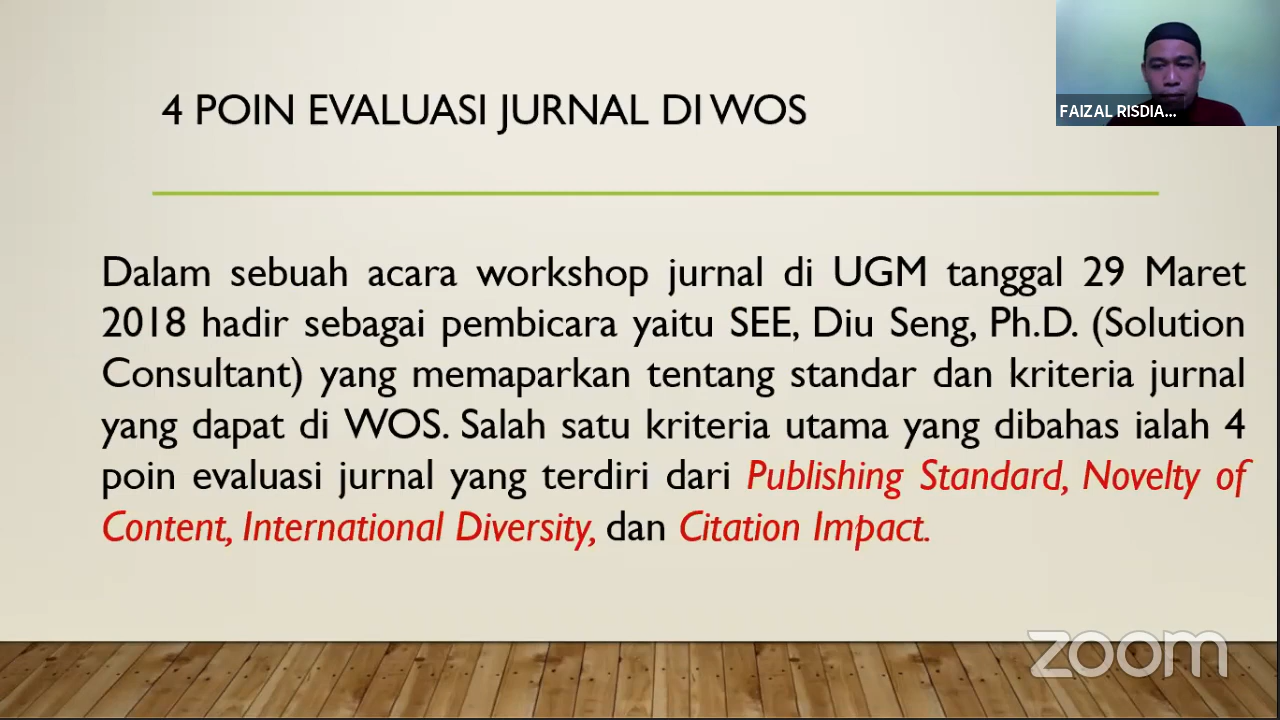 4 POIN EVALUASI JURNAL DI WOS
FAIZAL RISDIA...
Dalam sebuah acara workshop jurnal di UGM tanggal 29 Maret
2018 hadir sebagai pembicara yaitu SEE, Diu Seng, Ph.D. (Solution
Consultant) yang memaparkan tentang standar dan kriteria jurnal
yang dapat di WOS. Salah satu kriteria utama yang dibahas ialah 4
poin evaluasi jurnal yang terdiri dari Publishing Standard, Novelty of
Content, International Diversity, dan Citation Impact.
zoom